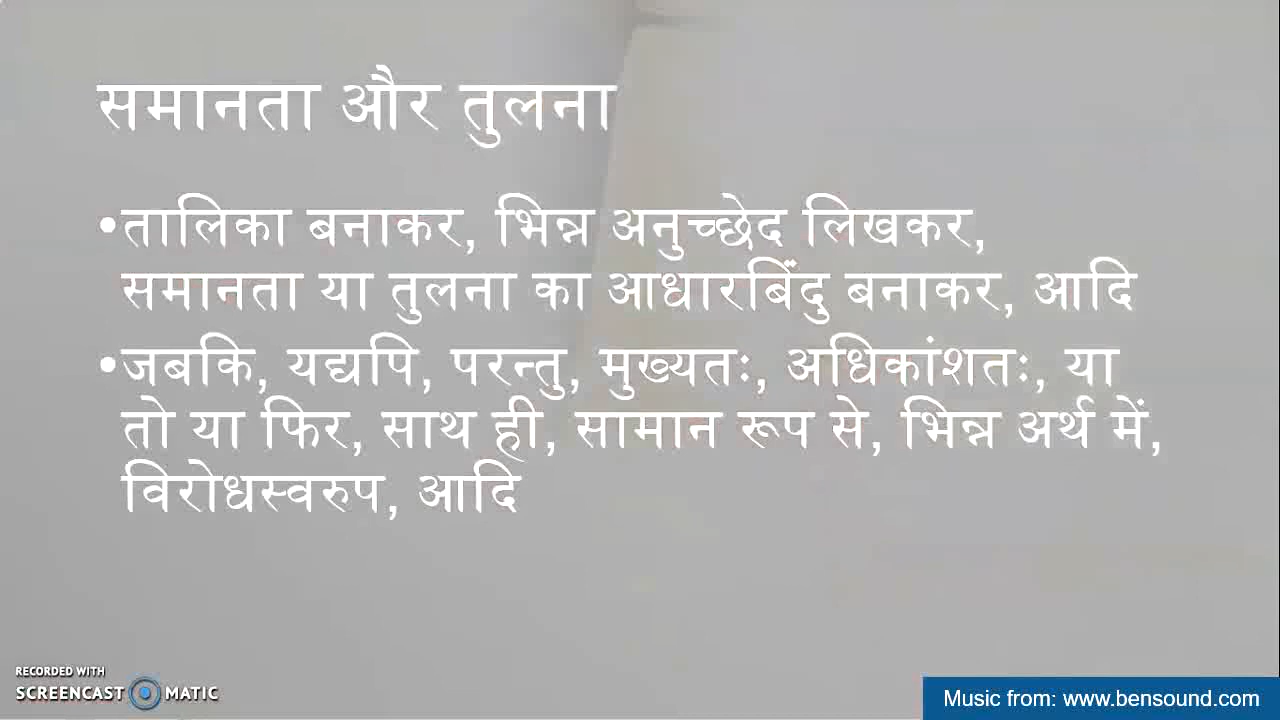 समानता और तुलना
•तालिका बनाकर, भिन्न अनुच्छेद लिखकर,
समानता या तुलना का आधारबिंदु बनाकर, आदि
•जबकि, यद्यपि, परन्तु, मुख्यतः, अधिकांशतः, या
तो या फिर, साथ ही, सामान रूप से, भिन्न अर्थ में,
विरोधस्वरुप, आदि
RECORDED WITH
SCREENCAST MATIC
Music from: www.bensound.com